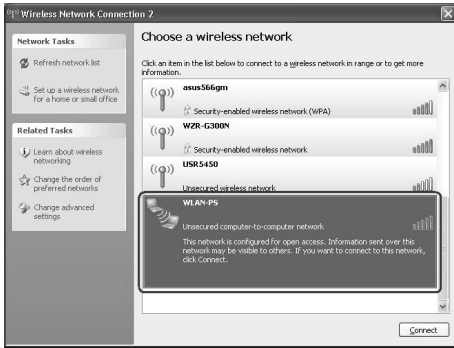 Wireless Network Connection 2
Network Tasks
Refresh network list
Set up a wireless network
for a home or small office
Related Tasks
Learn about wireless
networking
Change the order of
preferred networks
Change advanced
settings
Choose a wireless network
Click an item in the list below to connect to a wireless network in range or to get more
information.
asus566gm
Security-enabled wireless network (WPA)
WZR-G300N
Security-enabled wireless network
USR5450
Unsecured wireless network
WLAN-PS
Unsecured computer-to-computer network
This network is configured for open access. Information sent over this
network may be visible to others. If you want to connect to this network,
click Connect.
Connect